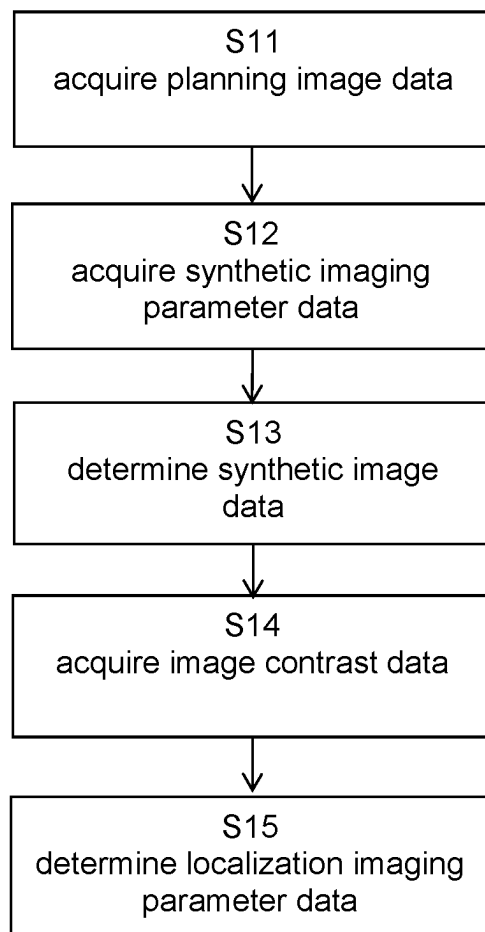 S11
acquire planning image data
S12
acquire synthetic imaging
parameter data
S13
determine synthetic image
data
S14
acquire image contrast data
S15
determine localization imaging
parameter data